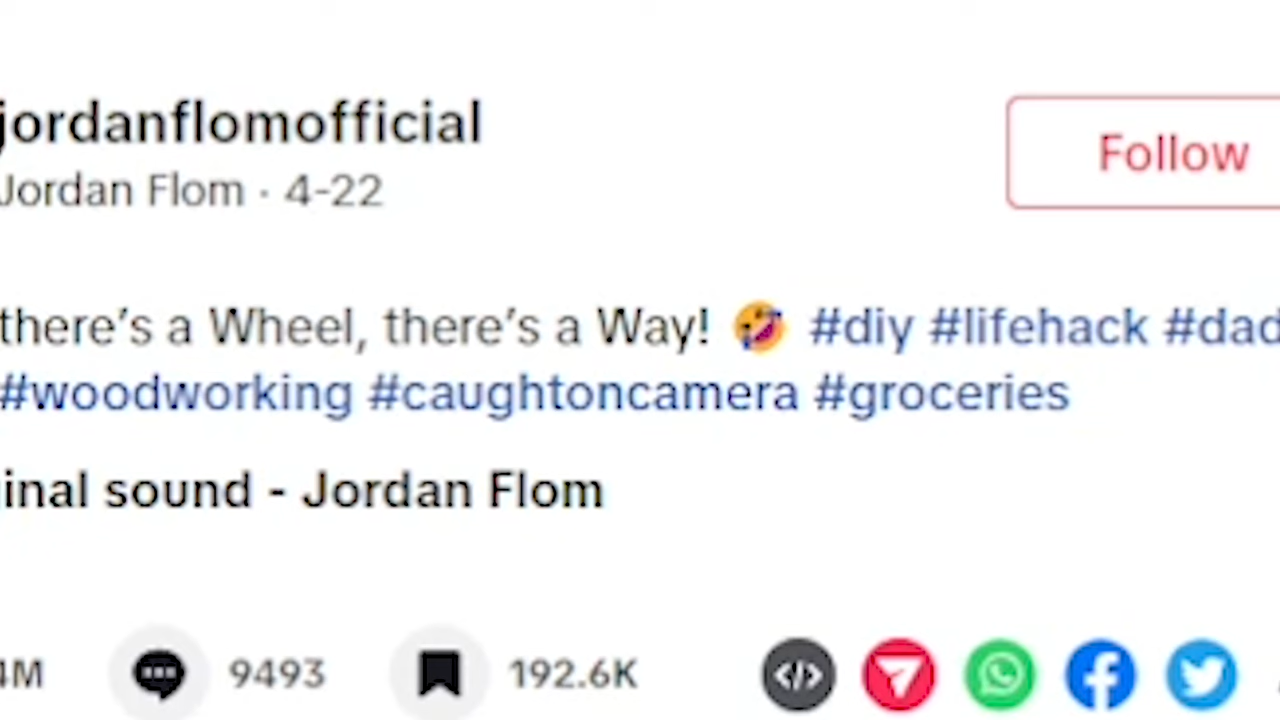 jordanflomofficial
Follow
Jordan Flom · 4-22
there's a Wheel, there's a Way! 🤣 #diy #lifehack #dad
#woodworking #caughtoncamera #groceries
inal sound - Jordan Flom
4M 9493 192.6K